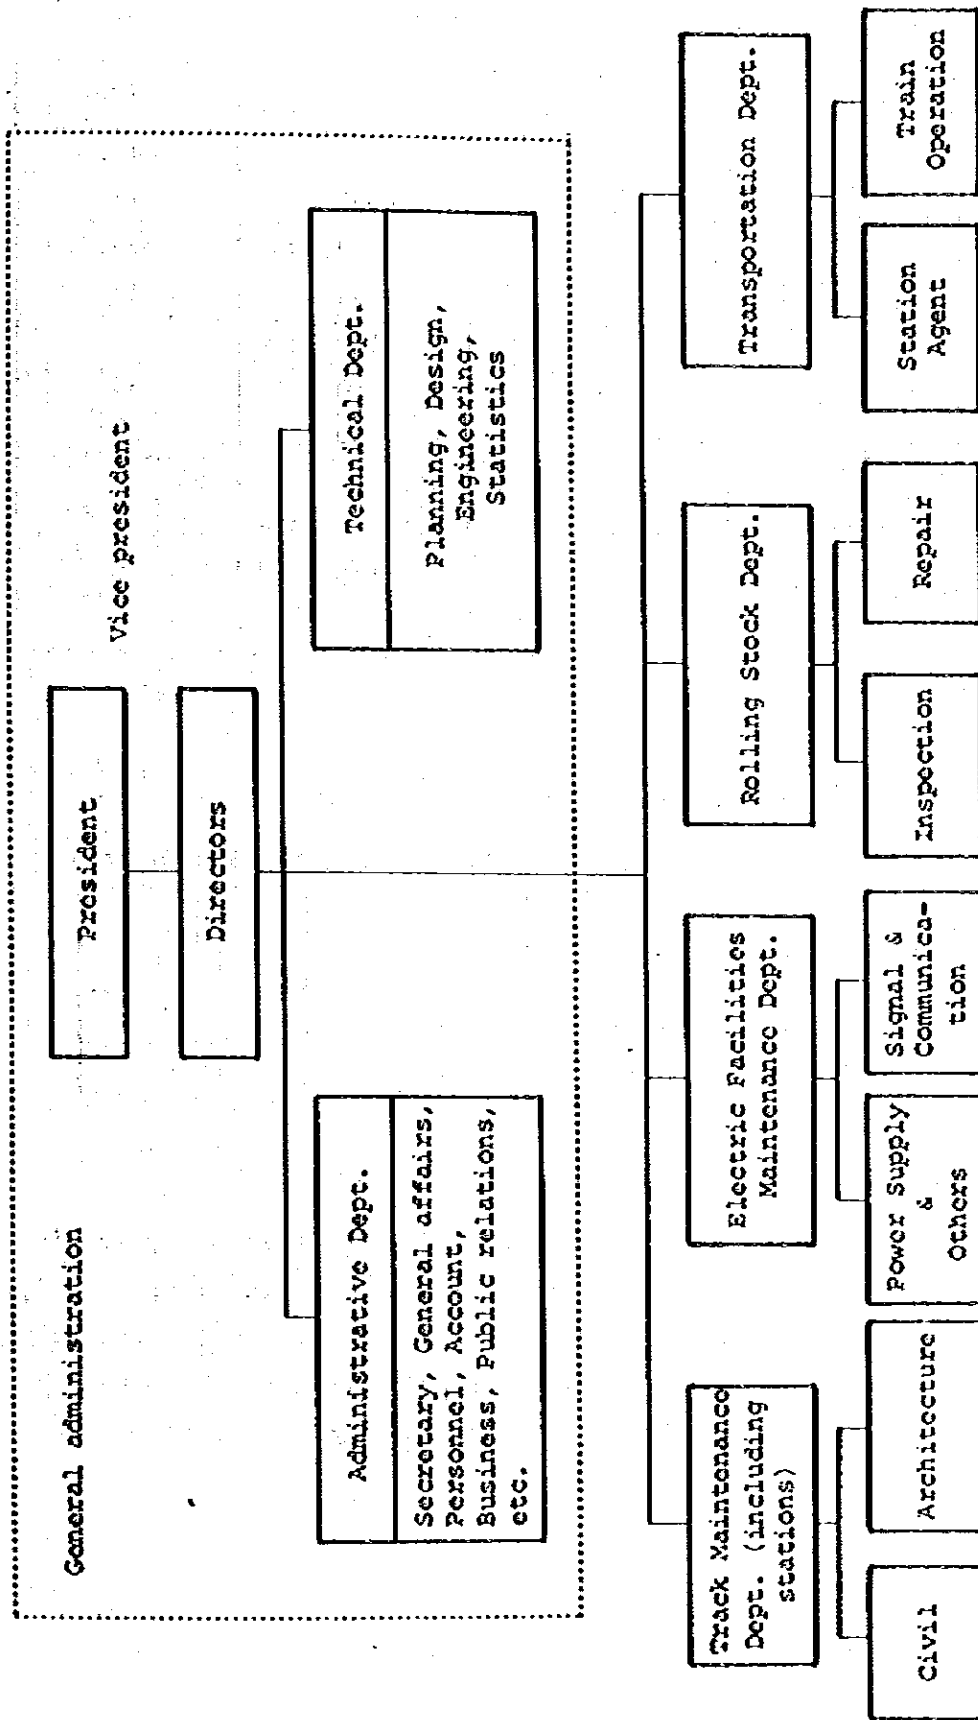 General administration
President
Vice president
Directors
Administrative Dept.
Secretary, General affairs,
Personnel, Account,
Business, Public relations,
etc.
Technical Dept.
Planning, Design,
Engineering,
Statistics
Track Maintenance
Dept. (including
stations)
Electric Facilities
Maintenance Dept.
Rolling Stock Dept.
Transportation Dept.
Civil
Architecture
Power Supply
&
Others
Signal &
Communica-
tion
Inspection
Repair
Station
Agent
Train
Operation